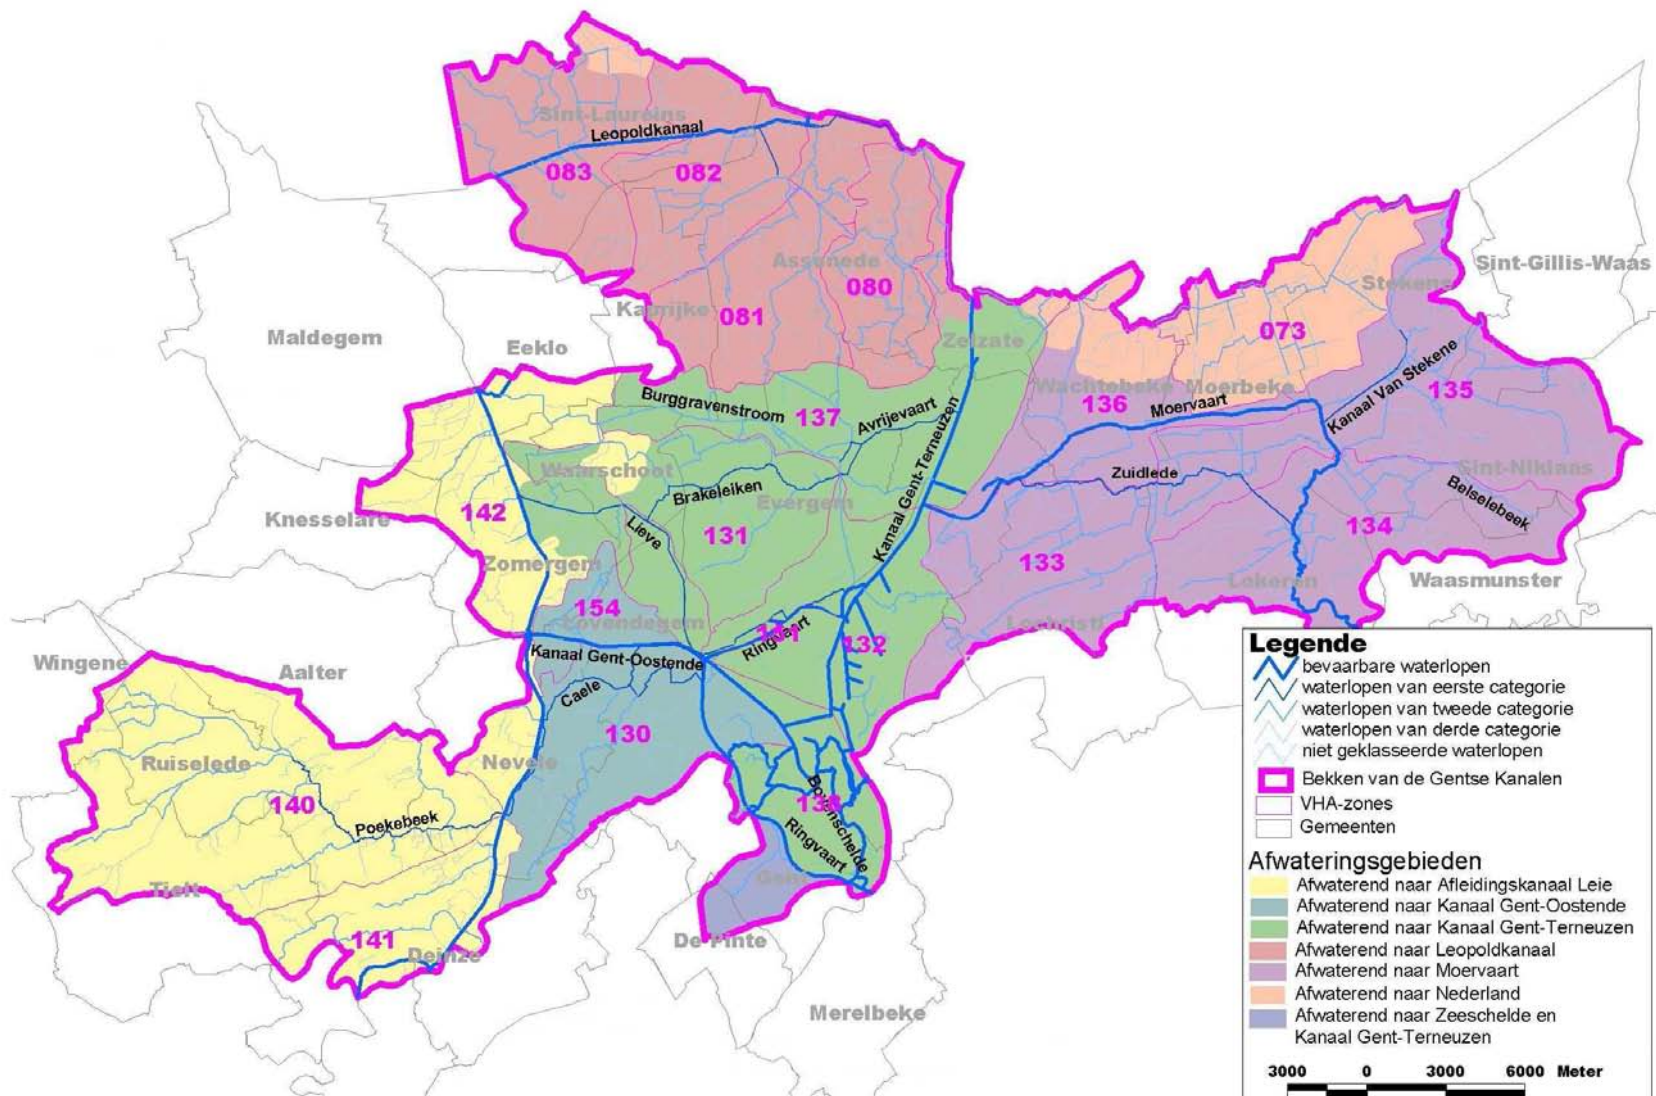 Sint-Laureins
Leopoldkanaal
083
082
Assenede
080
Sint-Gillis-Waas
Stekene
Kaprijke
081
073
Maldegem
Eeklo
Zelzate
Kanaal Van Stekene
135
Wachtebeke
Moerbeke
136
Moervaart
Burggravenstroom
137
Avrijevaart
Kanaal Gent-Terneuzen
Waarschoot
Zuidlede
Sint-Niklaas
Brakeleiken
Evergem
Belselebeek
Knesselare
142
Lieve
131
134
Zomergem
133
Lokeren
Waasmunster
154
Lovendegem
Lochristi
Ringvaart
132
Kanaal Gent-Oostende
Wingene
Aalter
Caele
130
Ruiselede
Nevele
140
Poekebeek
Bovenschelde
Ringvaart
Gent
Tielt
141
Deinze
De Pinte
Merelbeke
Legende
bevaarbare waterlopen
waterlopen van eerste categorie
waterlopen van tweede categorie
waterlopen van derde categorie
niet geklasseerde waterlopen
Bekken van de Gentse Kanalen
VHA-zones
Gemeenten
Afwateringsgebieden
Afwaterend naar Afleidingskanaal Leie
Afwaterend naar Kanaal Gent-Oostende
Afwaterend naar Kanaal Gent-Terneuzen
Afwaterend naar Leopoldkanaal
Afwaterend naar Moervaart
Afwaterend naar Nederland
Afwaterend naar Zeeschelde en
Kanaal Gent-Terneuzen
3000 0 3000 6000 Meter